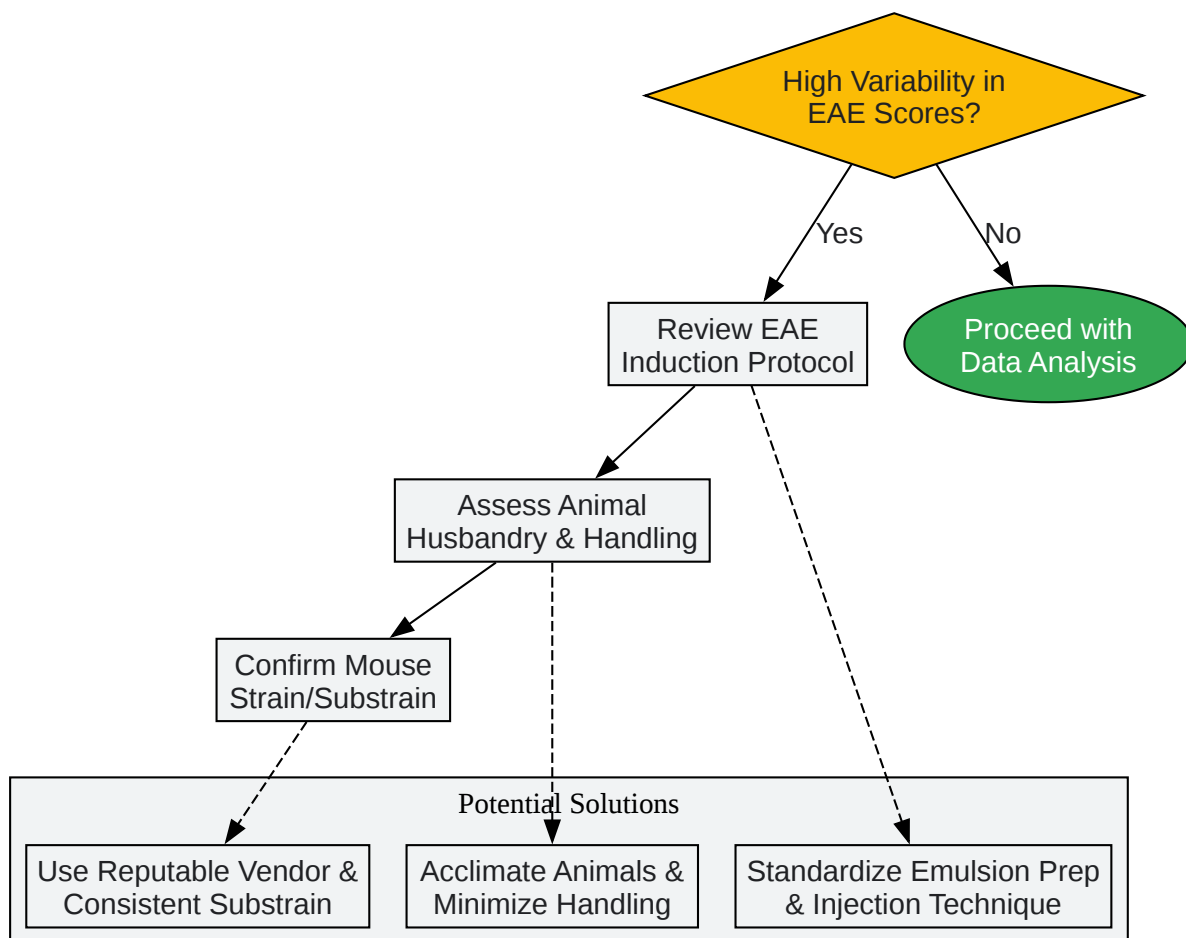 High Variability in
EAE Scores?
Yes
No
Review EAE
Induction Protocol
Proceed with
Data Analysis
Assess Animal
Husbandry & Handling
Confirm Mouse
Strain/Substrain
Potential Solutions
Use Reputable Vendor &
Consistent Substrain
Acclimate Animals &
Minimize Handling
Standardize Emulsion Prep
& Injection Technique